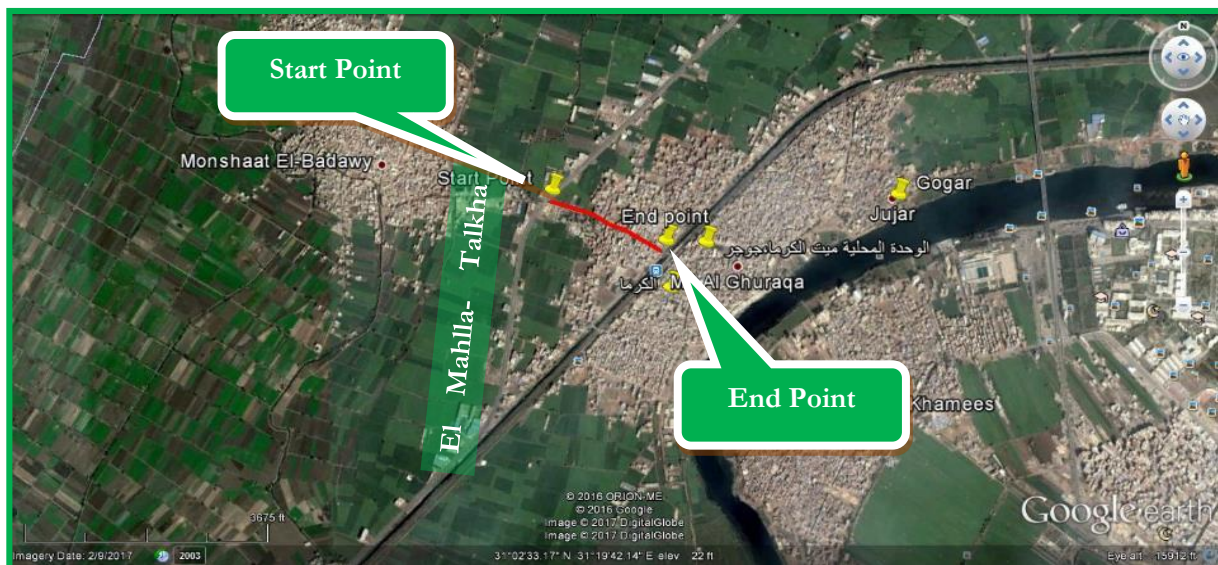 Start Point
Monshaat El-Badawy
Start Point
El Mahlla- Talkha
End point
Gogar
Jujar
الوحدة المحلية ميت الكرما،جوجر
الكرما
Al Ghuraqa
End Point
Khamees
© 2016 ORION-ME
© 2016 Google
Image © 2017 DigitalGlobe
Image © 2017 DigitalGlobe
Google earth
3675 ft
Imagery Date: 2/9/2017
2003
31°02'33.17" N 31°19'42.14" E elev 22 ft
Eye alt 15912 ft
N